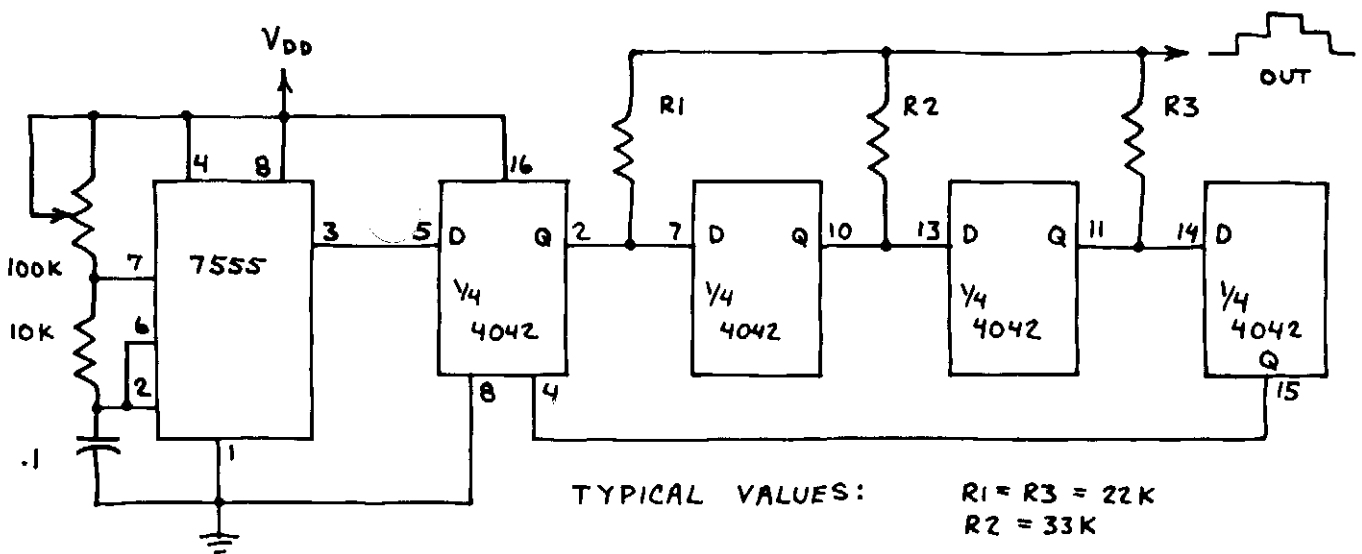 V_DD
OUT
R1
R2
R3
4
8
16
3
5
D
Q
2
7
D
Q
10
13
D
Q
11
14
D
100K
7
7555
1/4
4042
1/4
4042
1/4
4042
1/4
4042
Q
10K
6
2
8
4
15
.1
1
TYPICAL VALUES: R1 = R3 = 22K
R2 = 33K